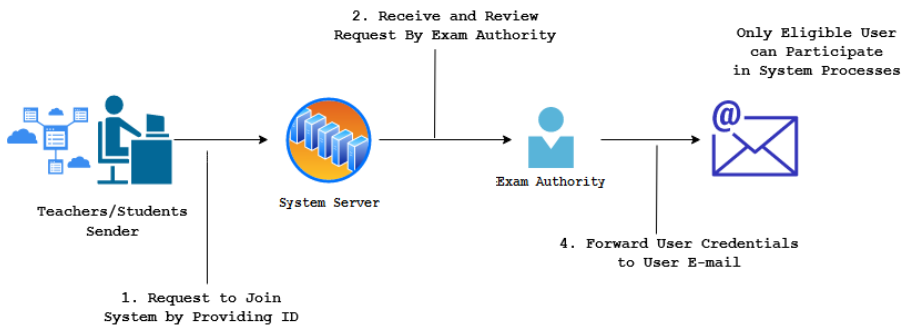 2. Receive and Review
Request By Exam Authority
Only Eligible User
can Participate
in System Processes
@
Teachers/Students
Sender
System Server
Exam Authority
4. Forward User Credentials
to User E-mail
1. Request to Join
System by Providing ID